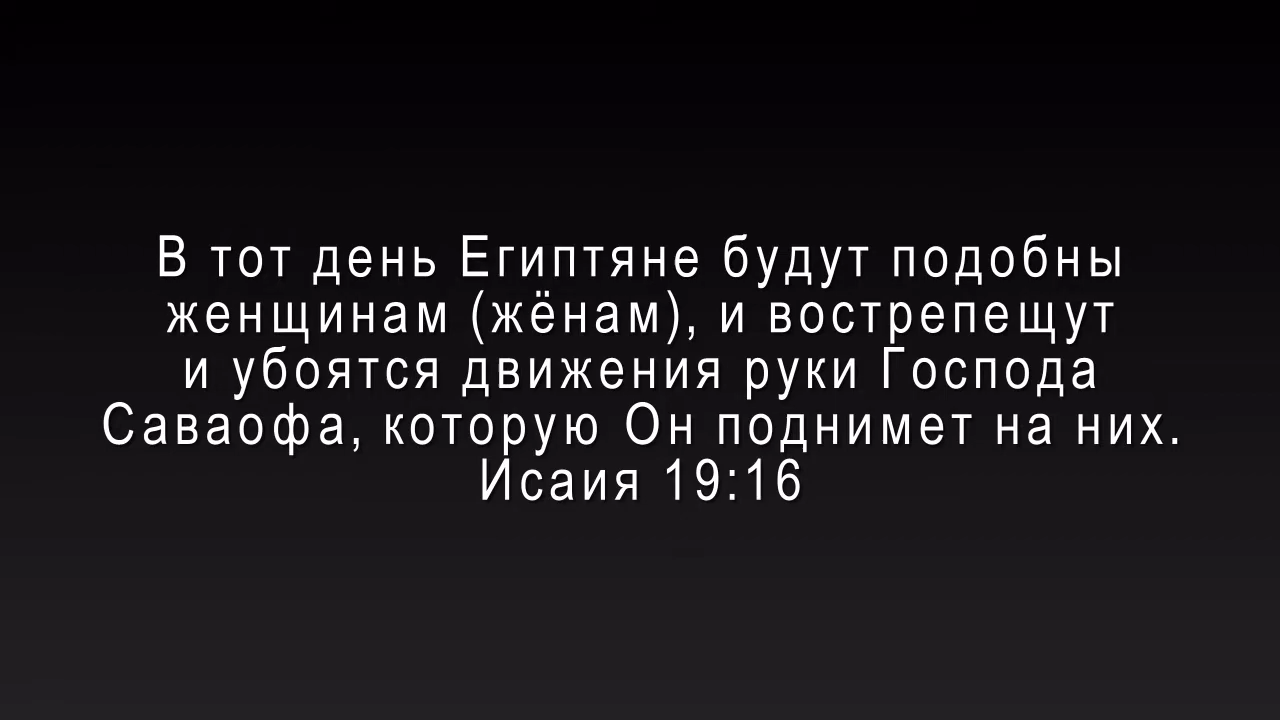 В тот день Египтяне будут подобны
женщинам (жёнам), и вострепещут
и убоятся движения руки Господа
Саваофа, которую Он поднимет на них.
Исаия 19:16